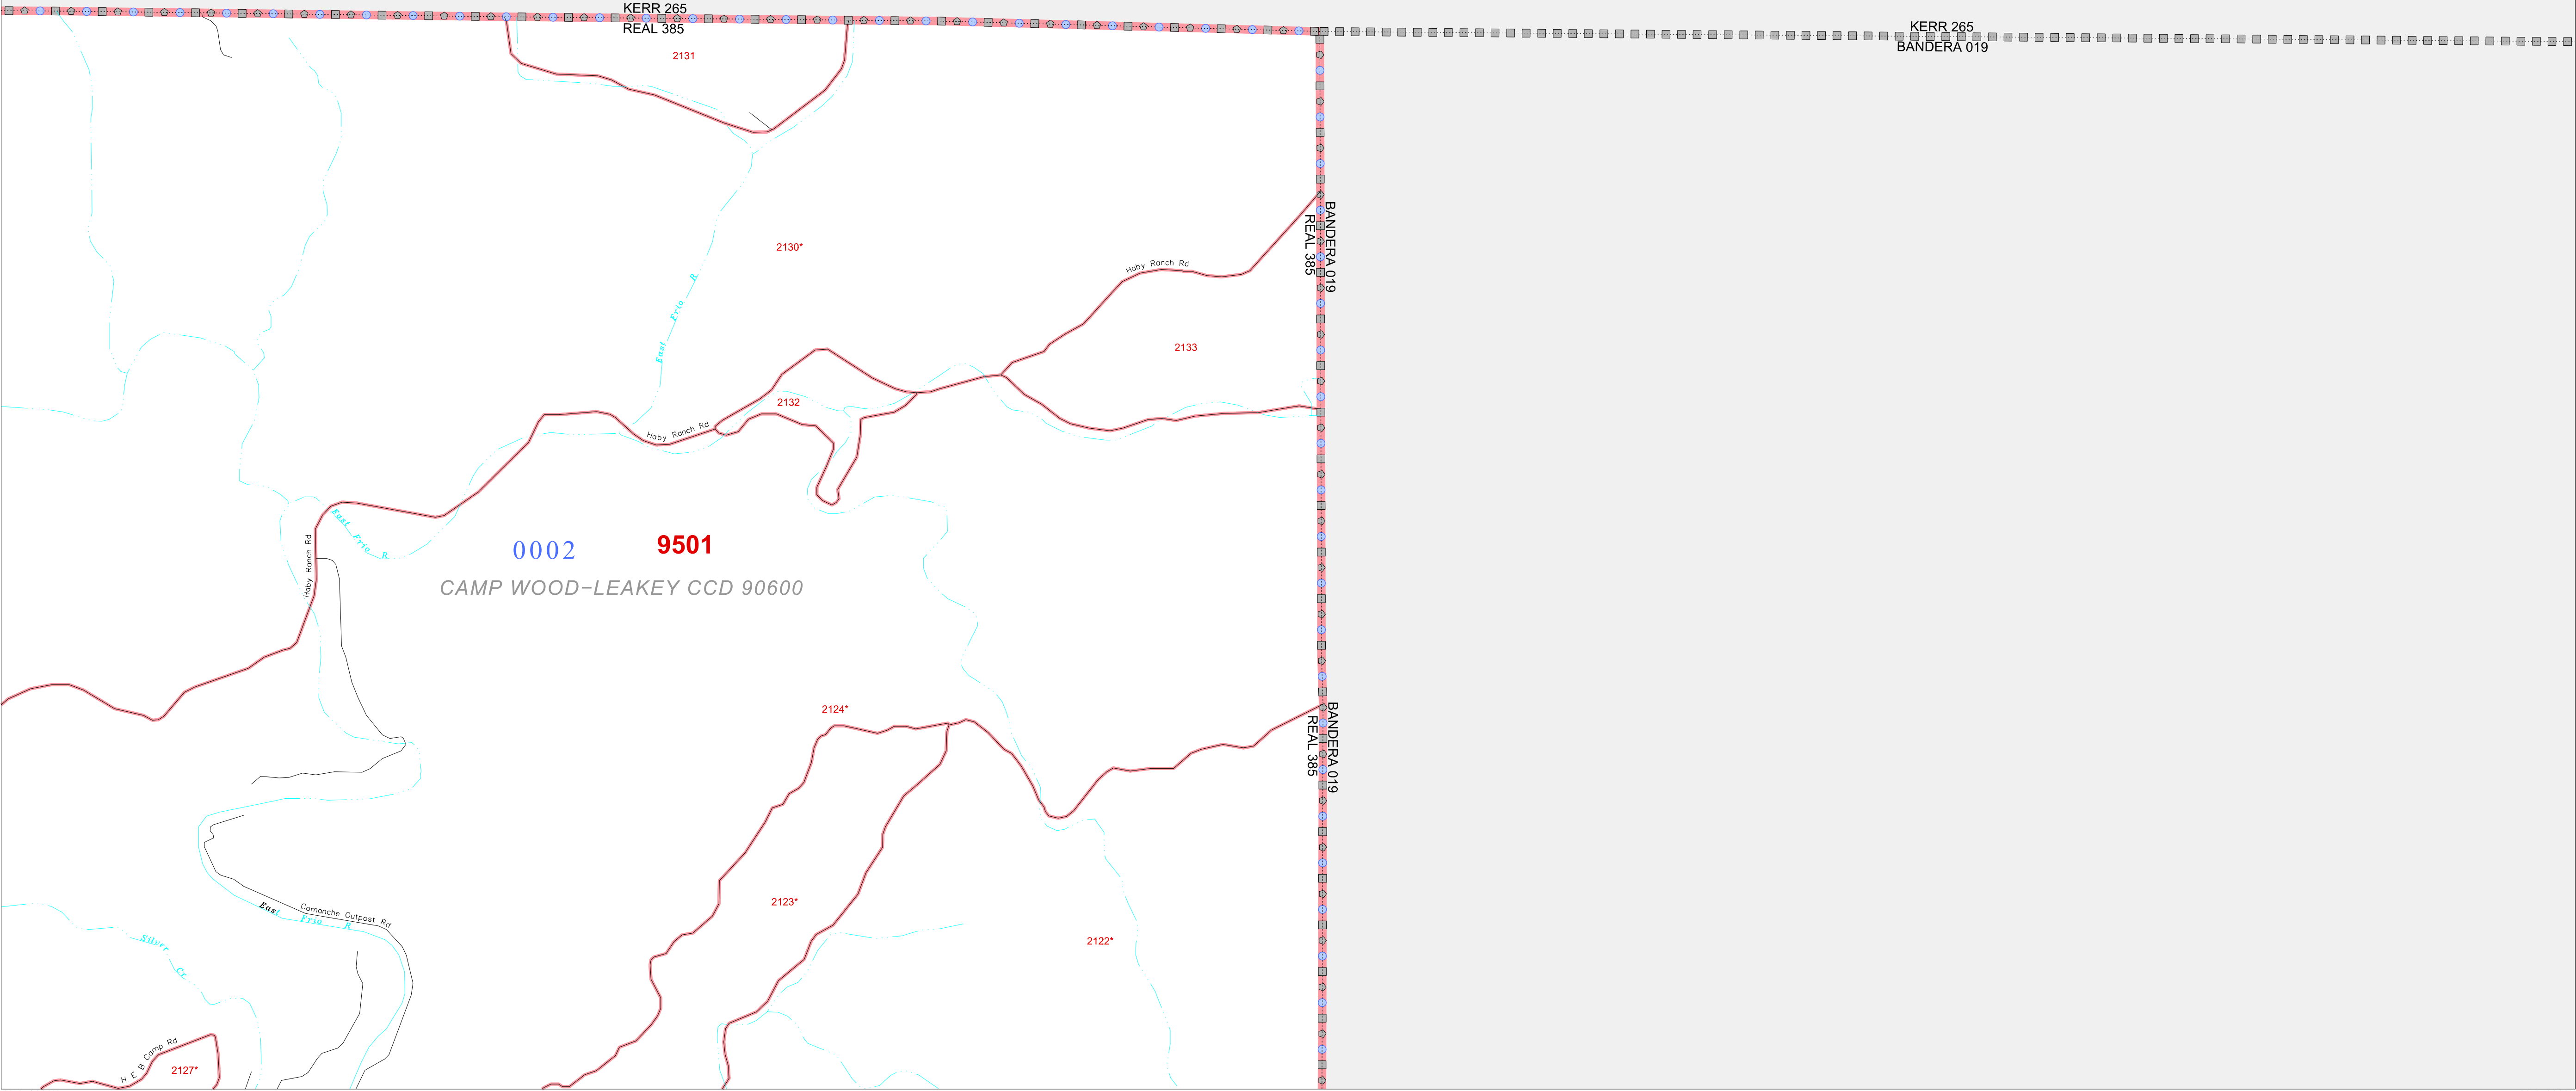 KERR 265
REAL 385
KERR 265
BANDERA 019
2131
BANDERA 019
REAL 385
2130*
Haby Ranch Rd
East Frio R
2133
2132
Haby Ranch Rd
East Frio R
Haby Ranch Rd
0002
9501
CAMP WOOD-LEAKEY CCD 90600
2124*
BANDERA 019
REAL 385
2123*
Comanche Outpost Rd
East Frio R
Silver Cr
2122*
H E B Camp Rd
2127*